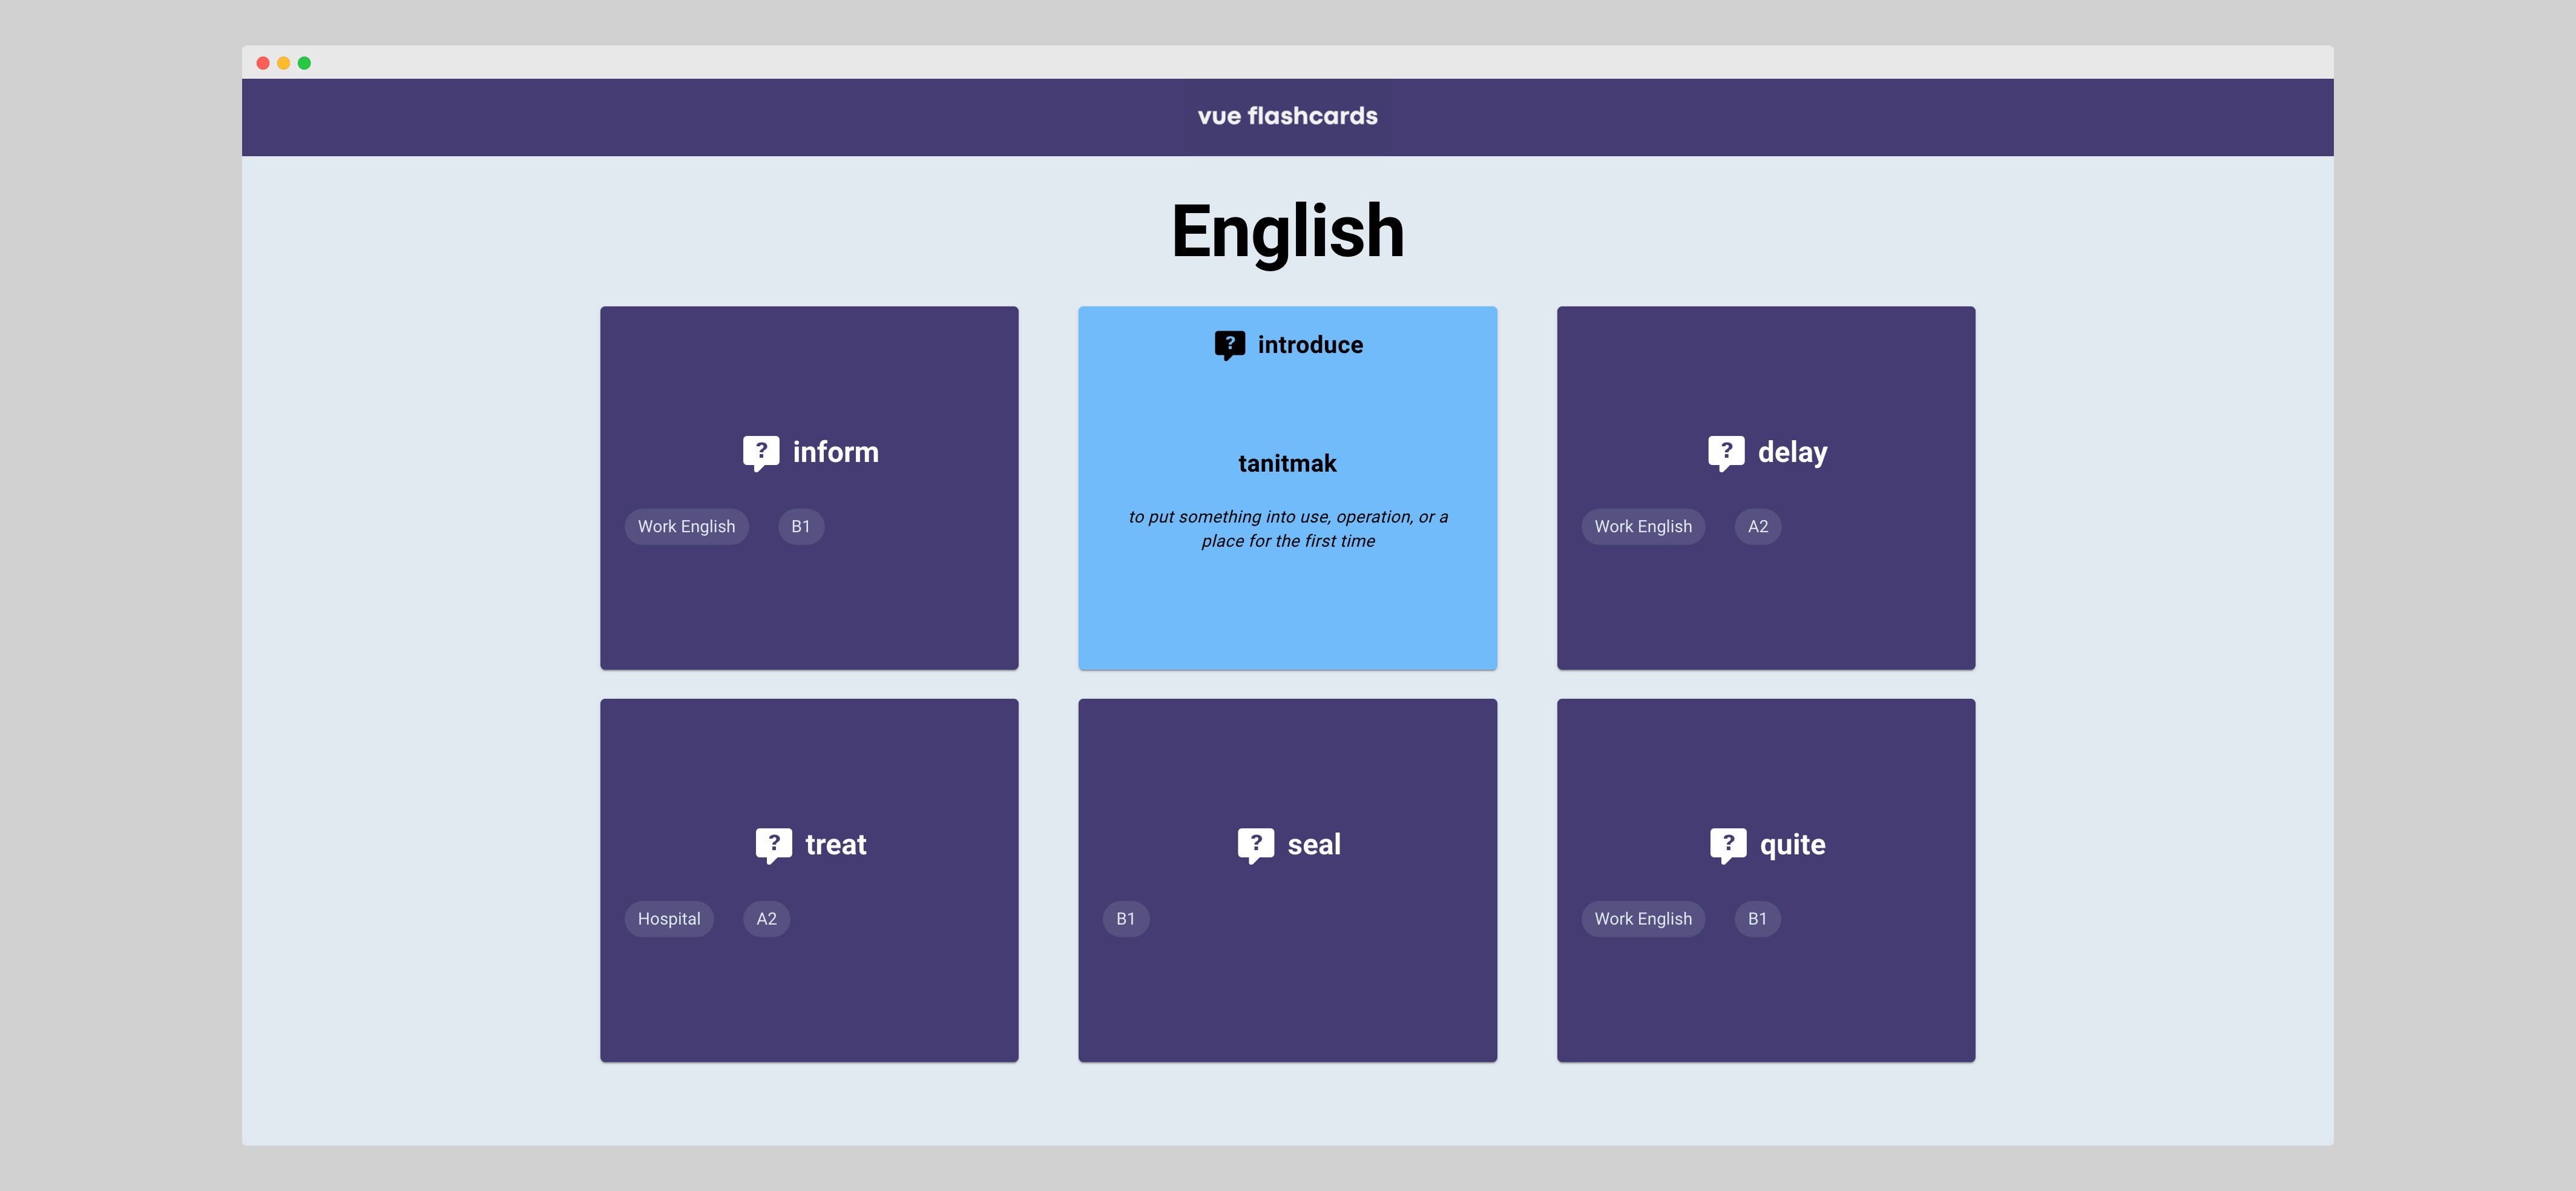 vue flashcards
English
? inform
Work English B1
? introduce
tanitmak
to put something into use, operation, or a
place for the first time
? delay
Work English A2
? treat
Hospital A2
? seal
B1
? quite
Work English B1